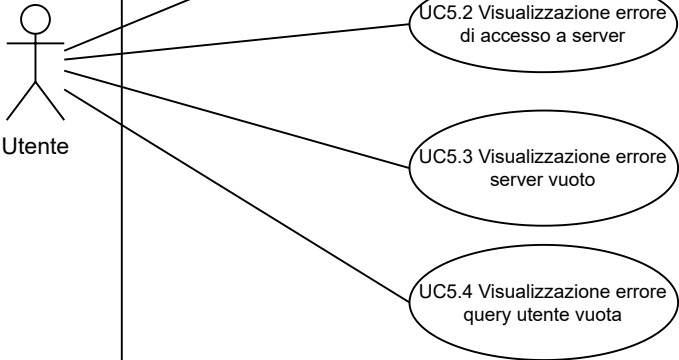 UC5.2 Visualizzazione errore
di accesso a server
Utente
UC5.3 Visualizzazione errore
server vuoto
UC5.4 Visualizzazione errore
query utente vuota